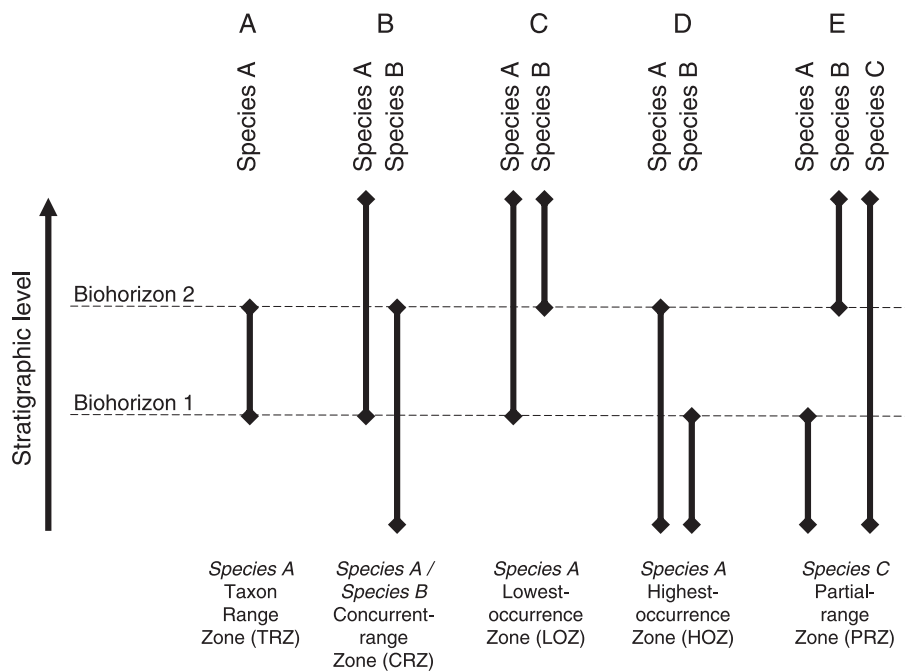 A
B
C
D
E
Species A
Species A
Species B
Species A
Species B
Species A
Species B
Species A
Species B
Species C
Stratigraphic level
Biohorizon 2
Biohorizon 1
Species A
Taxon
Range
Zone (TRZ)
Species A /
Species B
Concurrent-
range
Zone (CRZ)
Species A
Lowest-
occurrence
Zone (LOZ)
Species A
Highest-
occurrence
Zone (HOZ)
Species C
Partial-
range
Zone (PRZ)